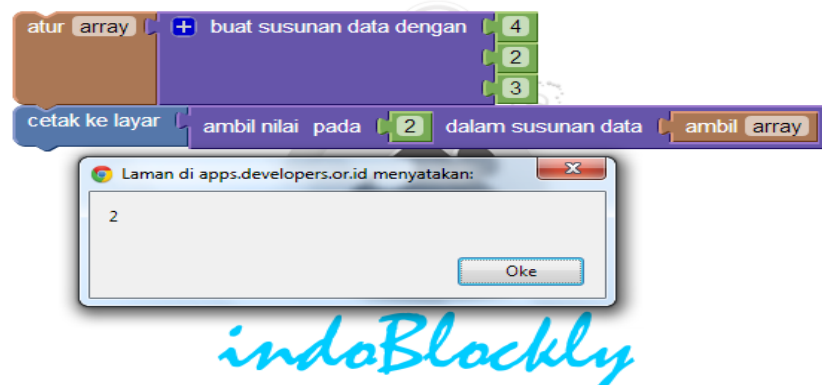 atur array + buat susunan data dengan 4
2
3
cetak ke layar ambil nilai pada 2 dalam susunan data ambil array
Laman di apps.developers.or.id menyatakan: x
2
Oke
indoBlockly